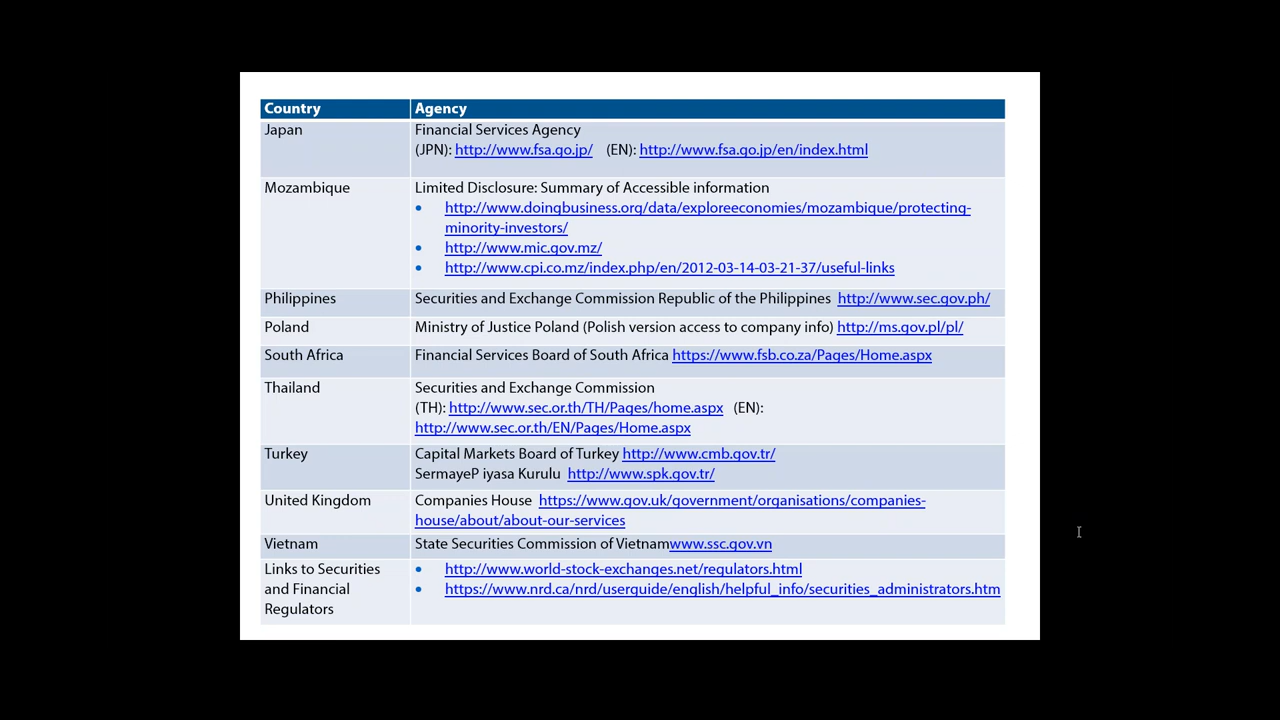 Country Agency
Japan Financial Services Agency
(JPN): http://www.fsa.go.jp/ (EN): http://www.fsa.go.jp/en/index.html
Mozambique Limited Disclosure: Summary of Accessible information
• http://www.doingbusiness.org/data/exploreeconomies/mozambique/protecting-
minority-investors/
• http://www.mic.gov.mz/
• http://www.cpi.co.mz/index.php/en/2012-03-14-03-21-37/useful-links
Philippines Securities and Exchange Commission Republic of the Philippines http://www.sec.gov.ph/
Poland Ministry of Justice Poland (Polish version access to company info) http://ms.gov.pl/pl/
South Africa Financial Services Board of South Africa https://www.fsb.co.za/Pages/Home.aspx
Thailand Securities and Exchange Commission
(TH): http://www.sec.or.th/TH/Pages/home.aspx (EN):
http://www.sec.or.th/EN/Pages/Home.aspx
Turkey Capital Markets Board of Turkey http://www.cmb.gov.tr/
SermayeP iyasa Kurulu http://www.spk.gov.tr/
United Kingdom Companies House https://www.gov.uk/government/organisations/companies-
house/about/about-our-services
Vietnam State Securities Commission of Vietnamwww.ssc.gov.vn
Links to Securities • http://www.world-stock-exchanges.net/regulators.html
and Financial • https://www.nrd.ca/nrd/userguide/english/helpful_info/securities_administrators.htm
Regulators